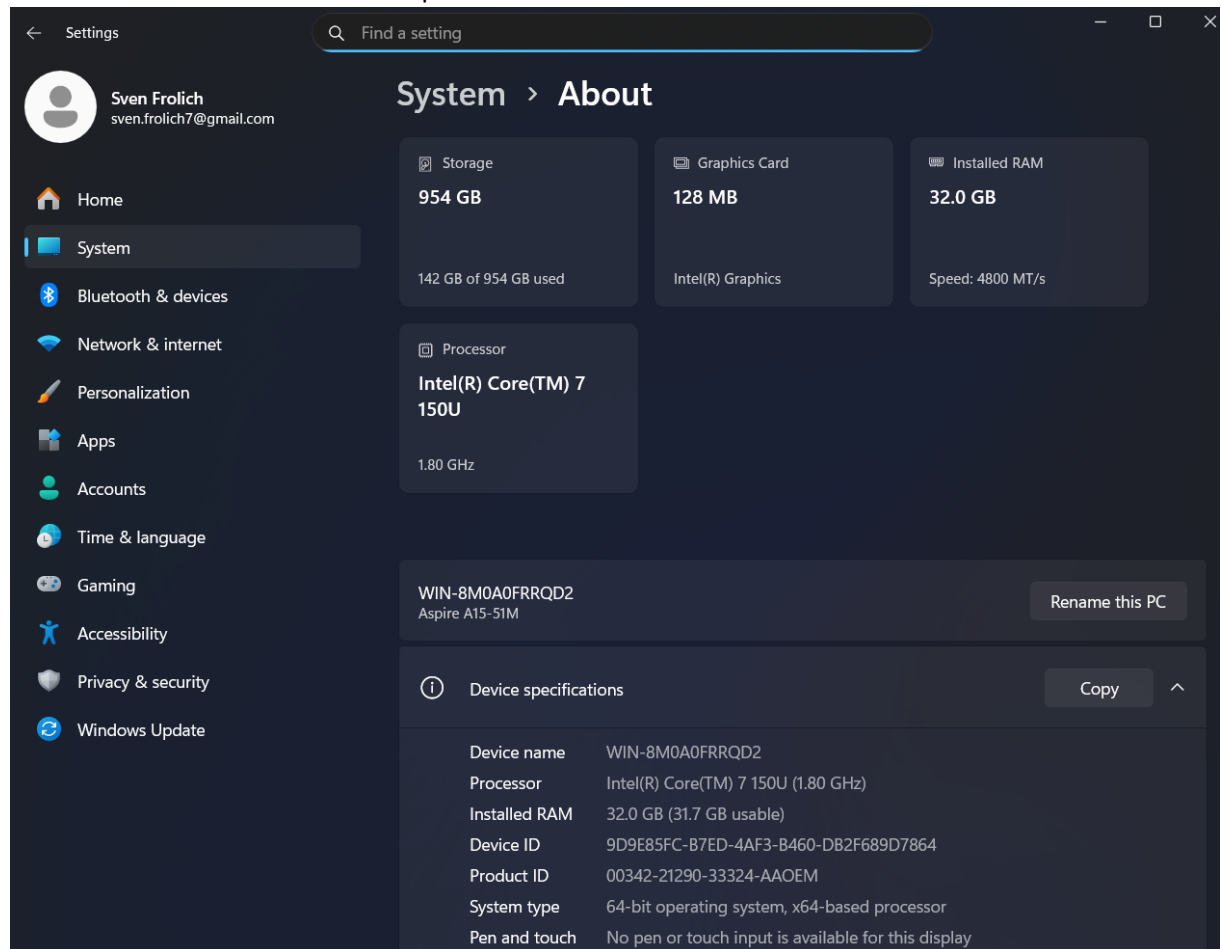 Settings
Find a setting
Sven Frolich
sven.frolich7@gmail.com
Home
System
Bluetooth & devices
Network & internet
Personalization
Apps
Accounts
Time & language
Gaming
Accessibility
Privacy & security
Windows Update
System > About
Storage
954 GB
142 GB of 954 GB used
Graphics Card
128 MB
Intel(R) Graphics
Installed RAM
32.0 GB
Speed: 4800 MT/s
Processor
Intel(R) Core(TM) 7
150U
1.80 GHz
WIN-8M0A0FRRQD2
Aspire A15-51M
Rename this PC
Device specifications
Copy
Device name WIN-8M0A0FRRQD2
Processor Intel(R) Core(TM) 7 150U (1.80 GHz)
Installed RAM 32.0 GB (31.7 GB usable)
Device ID 9D9E85FC-B7ED-4AF3-B460-DB2F689D7864
Product ID 00342-21290-33324-AAOEM
System type 64-bit operating system, x64-based processor
Pen and touch No pen or touch input is available for this display